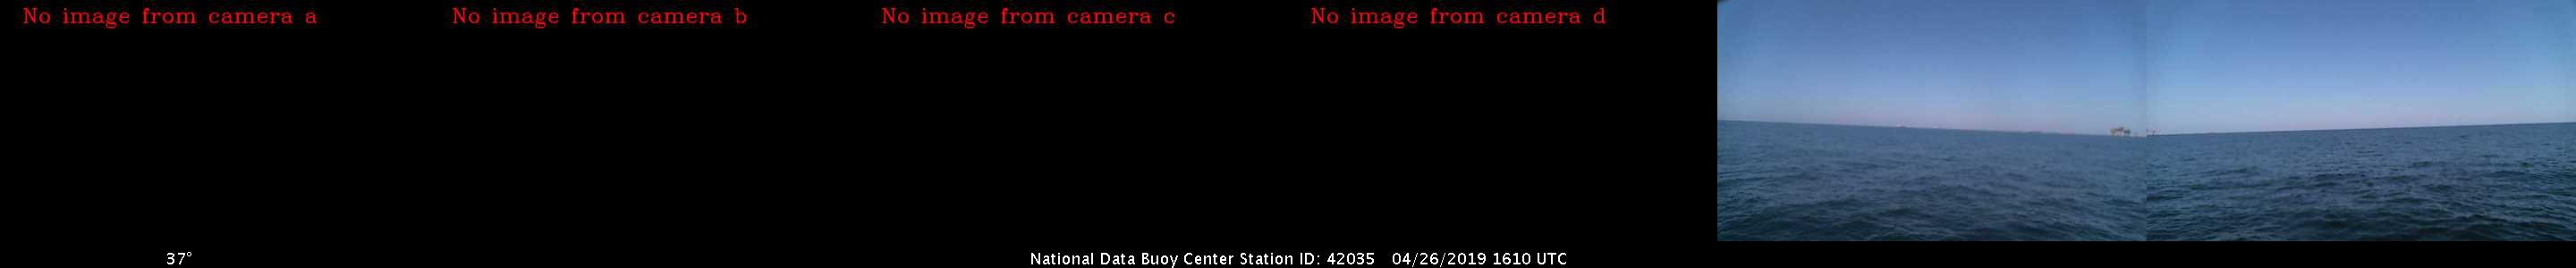 No image from camera a
No image from camera b
No image from camera c
No image from camera d
37°
National Data Buoy Center Station ID: 42035 04/26/2019 1610 UTC